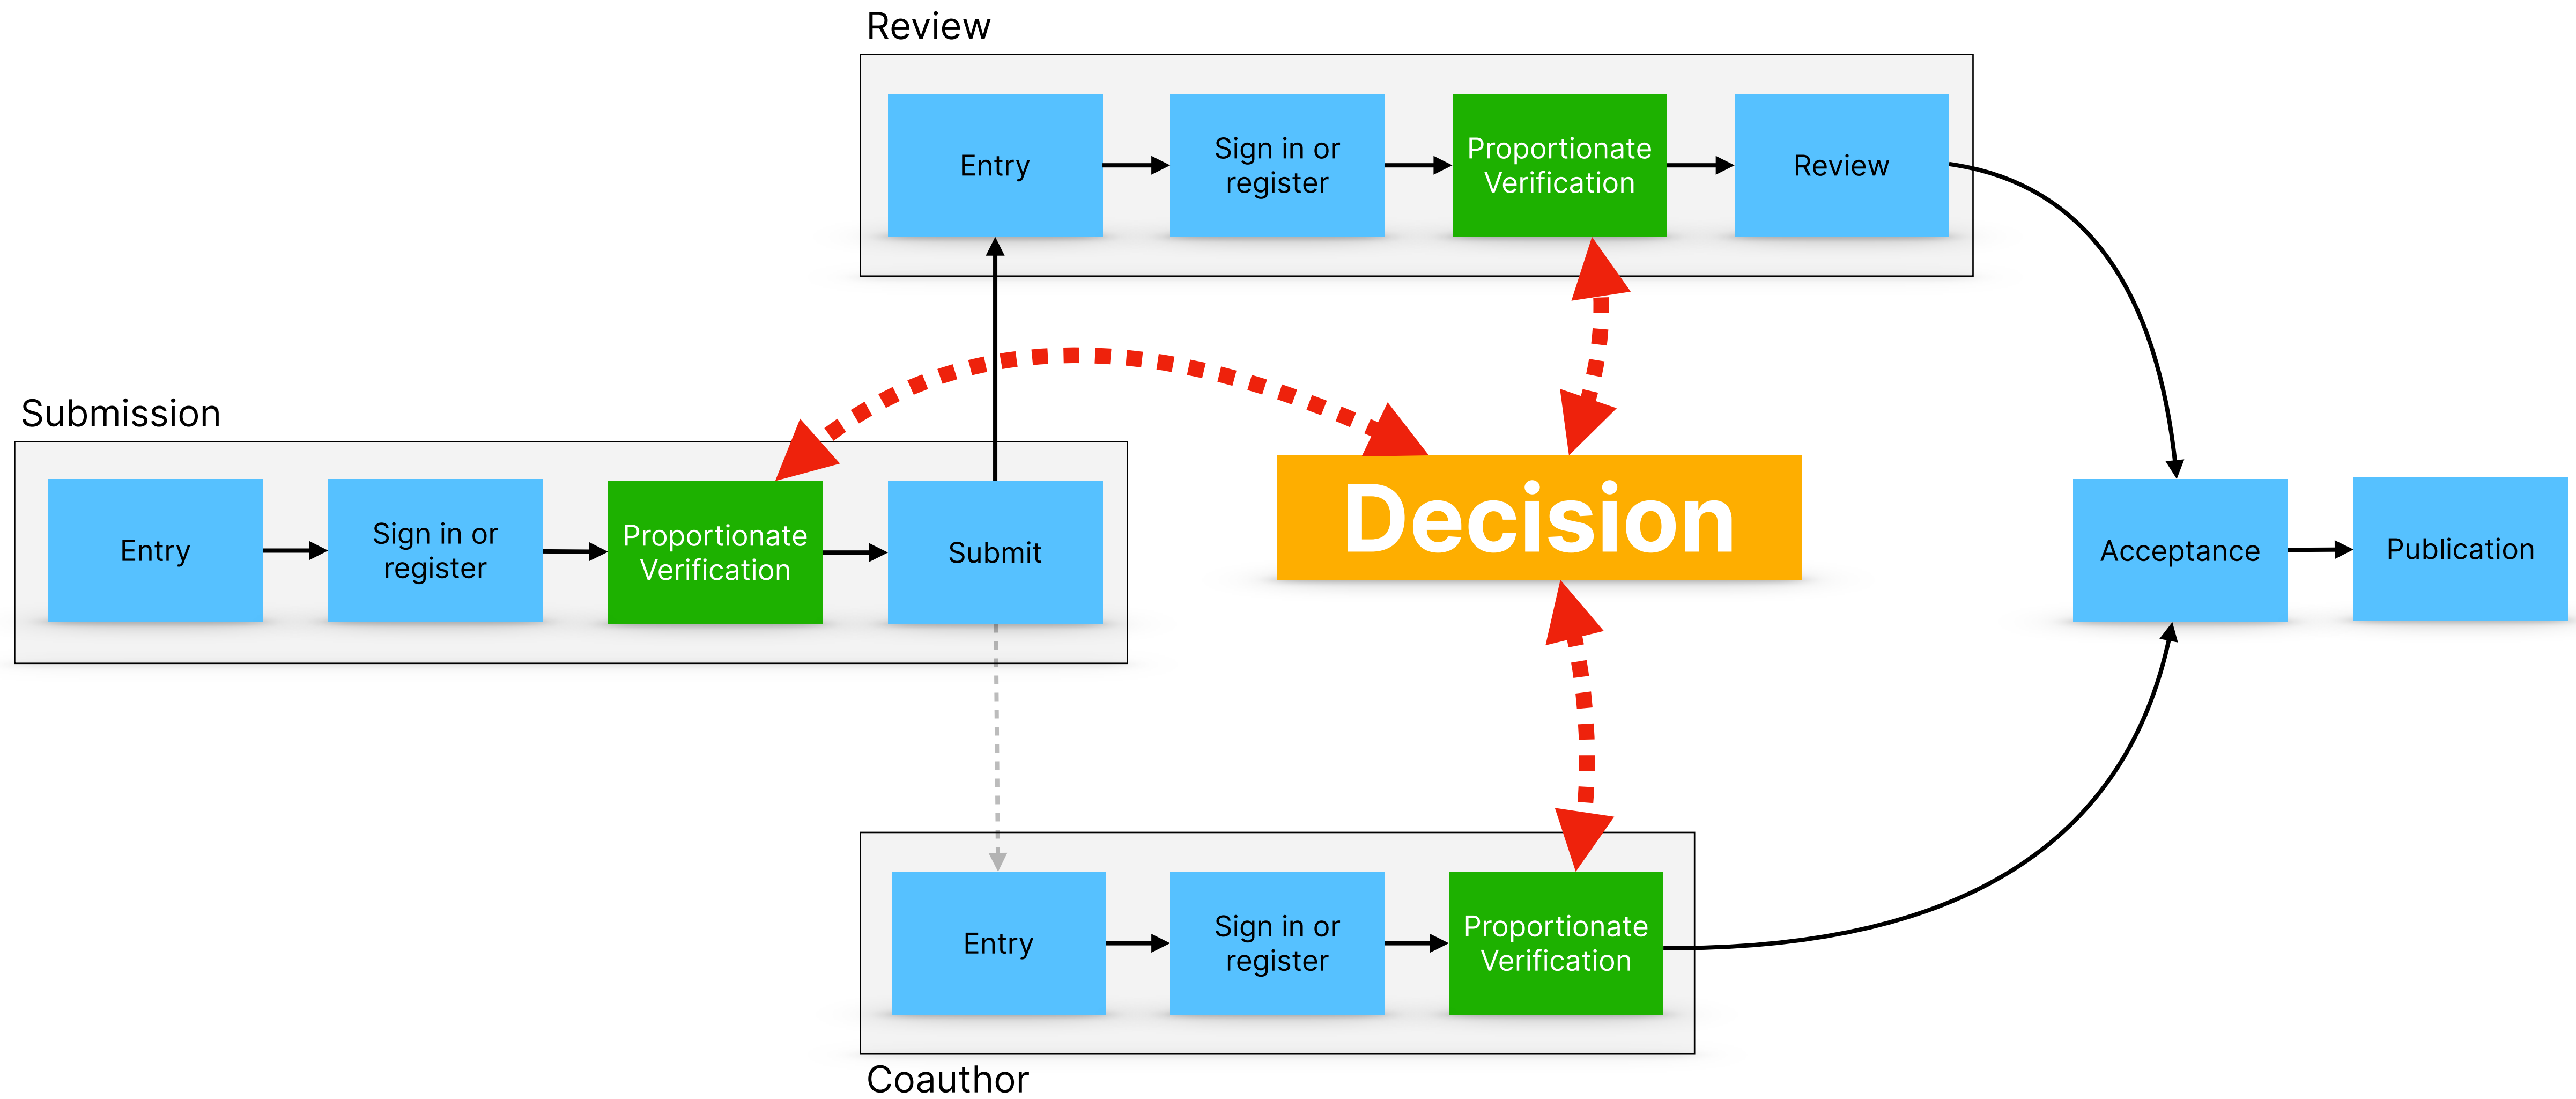 Review
Entry
Sign in or
register
Proportionate
Verification
Review
Submission
Entry
Sign in or
register
Proportionate
Verification
Submit
Decision
Acceptance
Publication
Entry
Sign in or
register
Proportionate
Verification
Coauthor